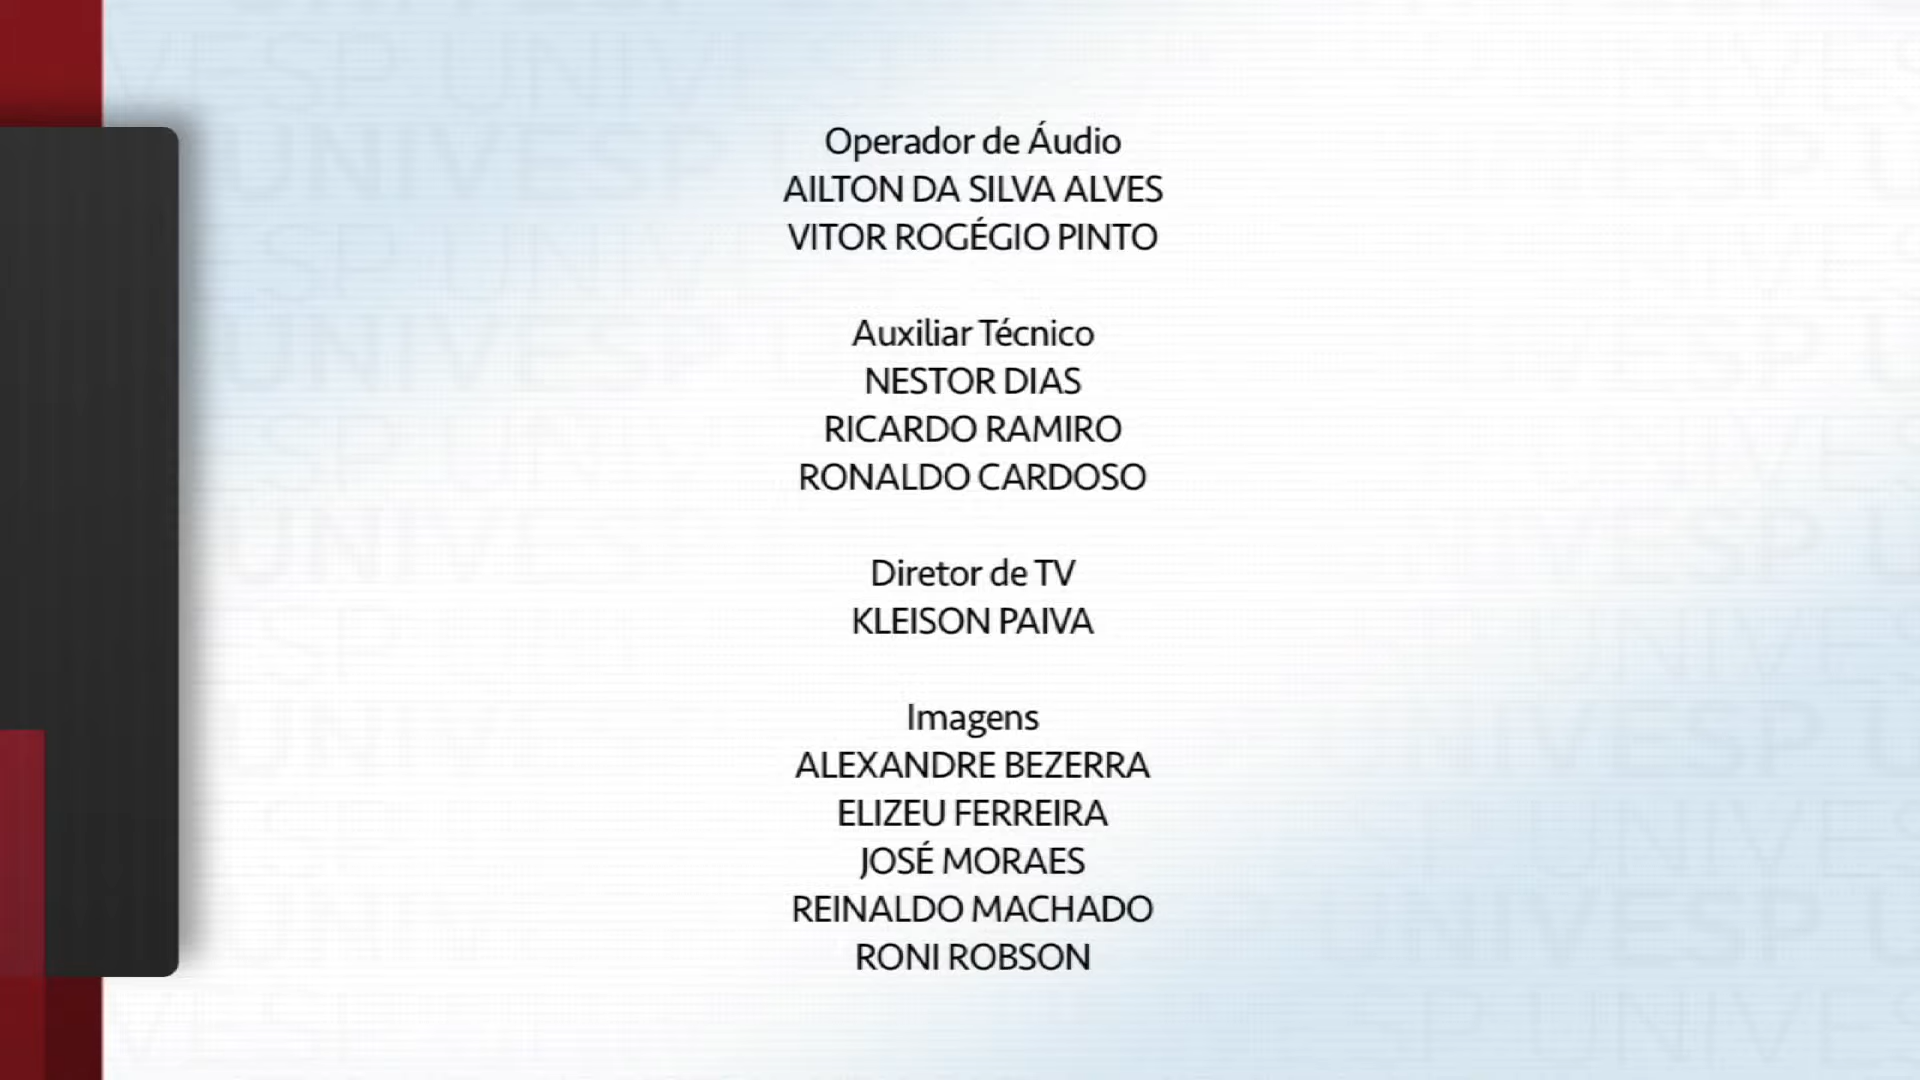 Operador de Áudio
AILTON DA SILVA ALVES
VITOR ROGÉGIO PINTO
Auxiliar Técnico
NESTOR DIAS
RICARDO RAMIRO
RONALDO CARDOSO
Diretor de TV
KLEISON PAIVA
Imagens
ALEXANDRE BEZERRA
ELIZEU FERREIRA
JOSÉ MORAES
REINALDO MACHADO
RONI ROBSON